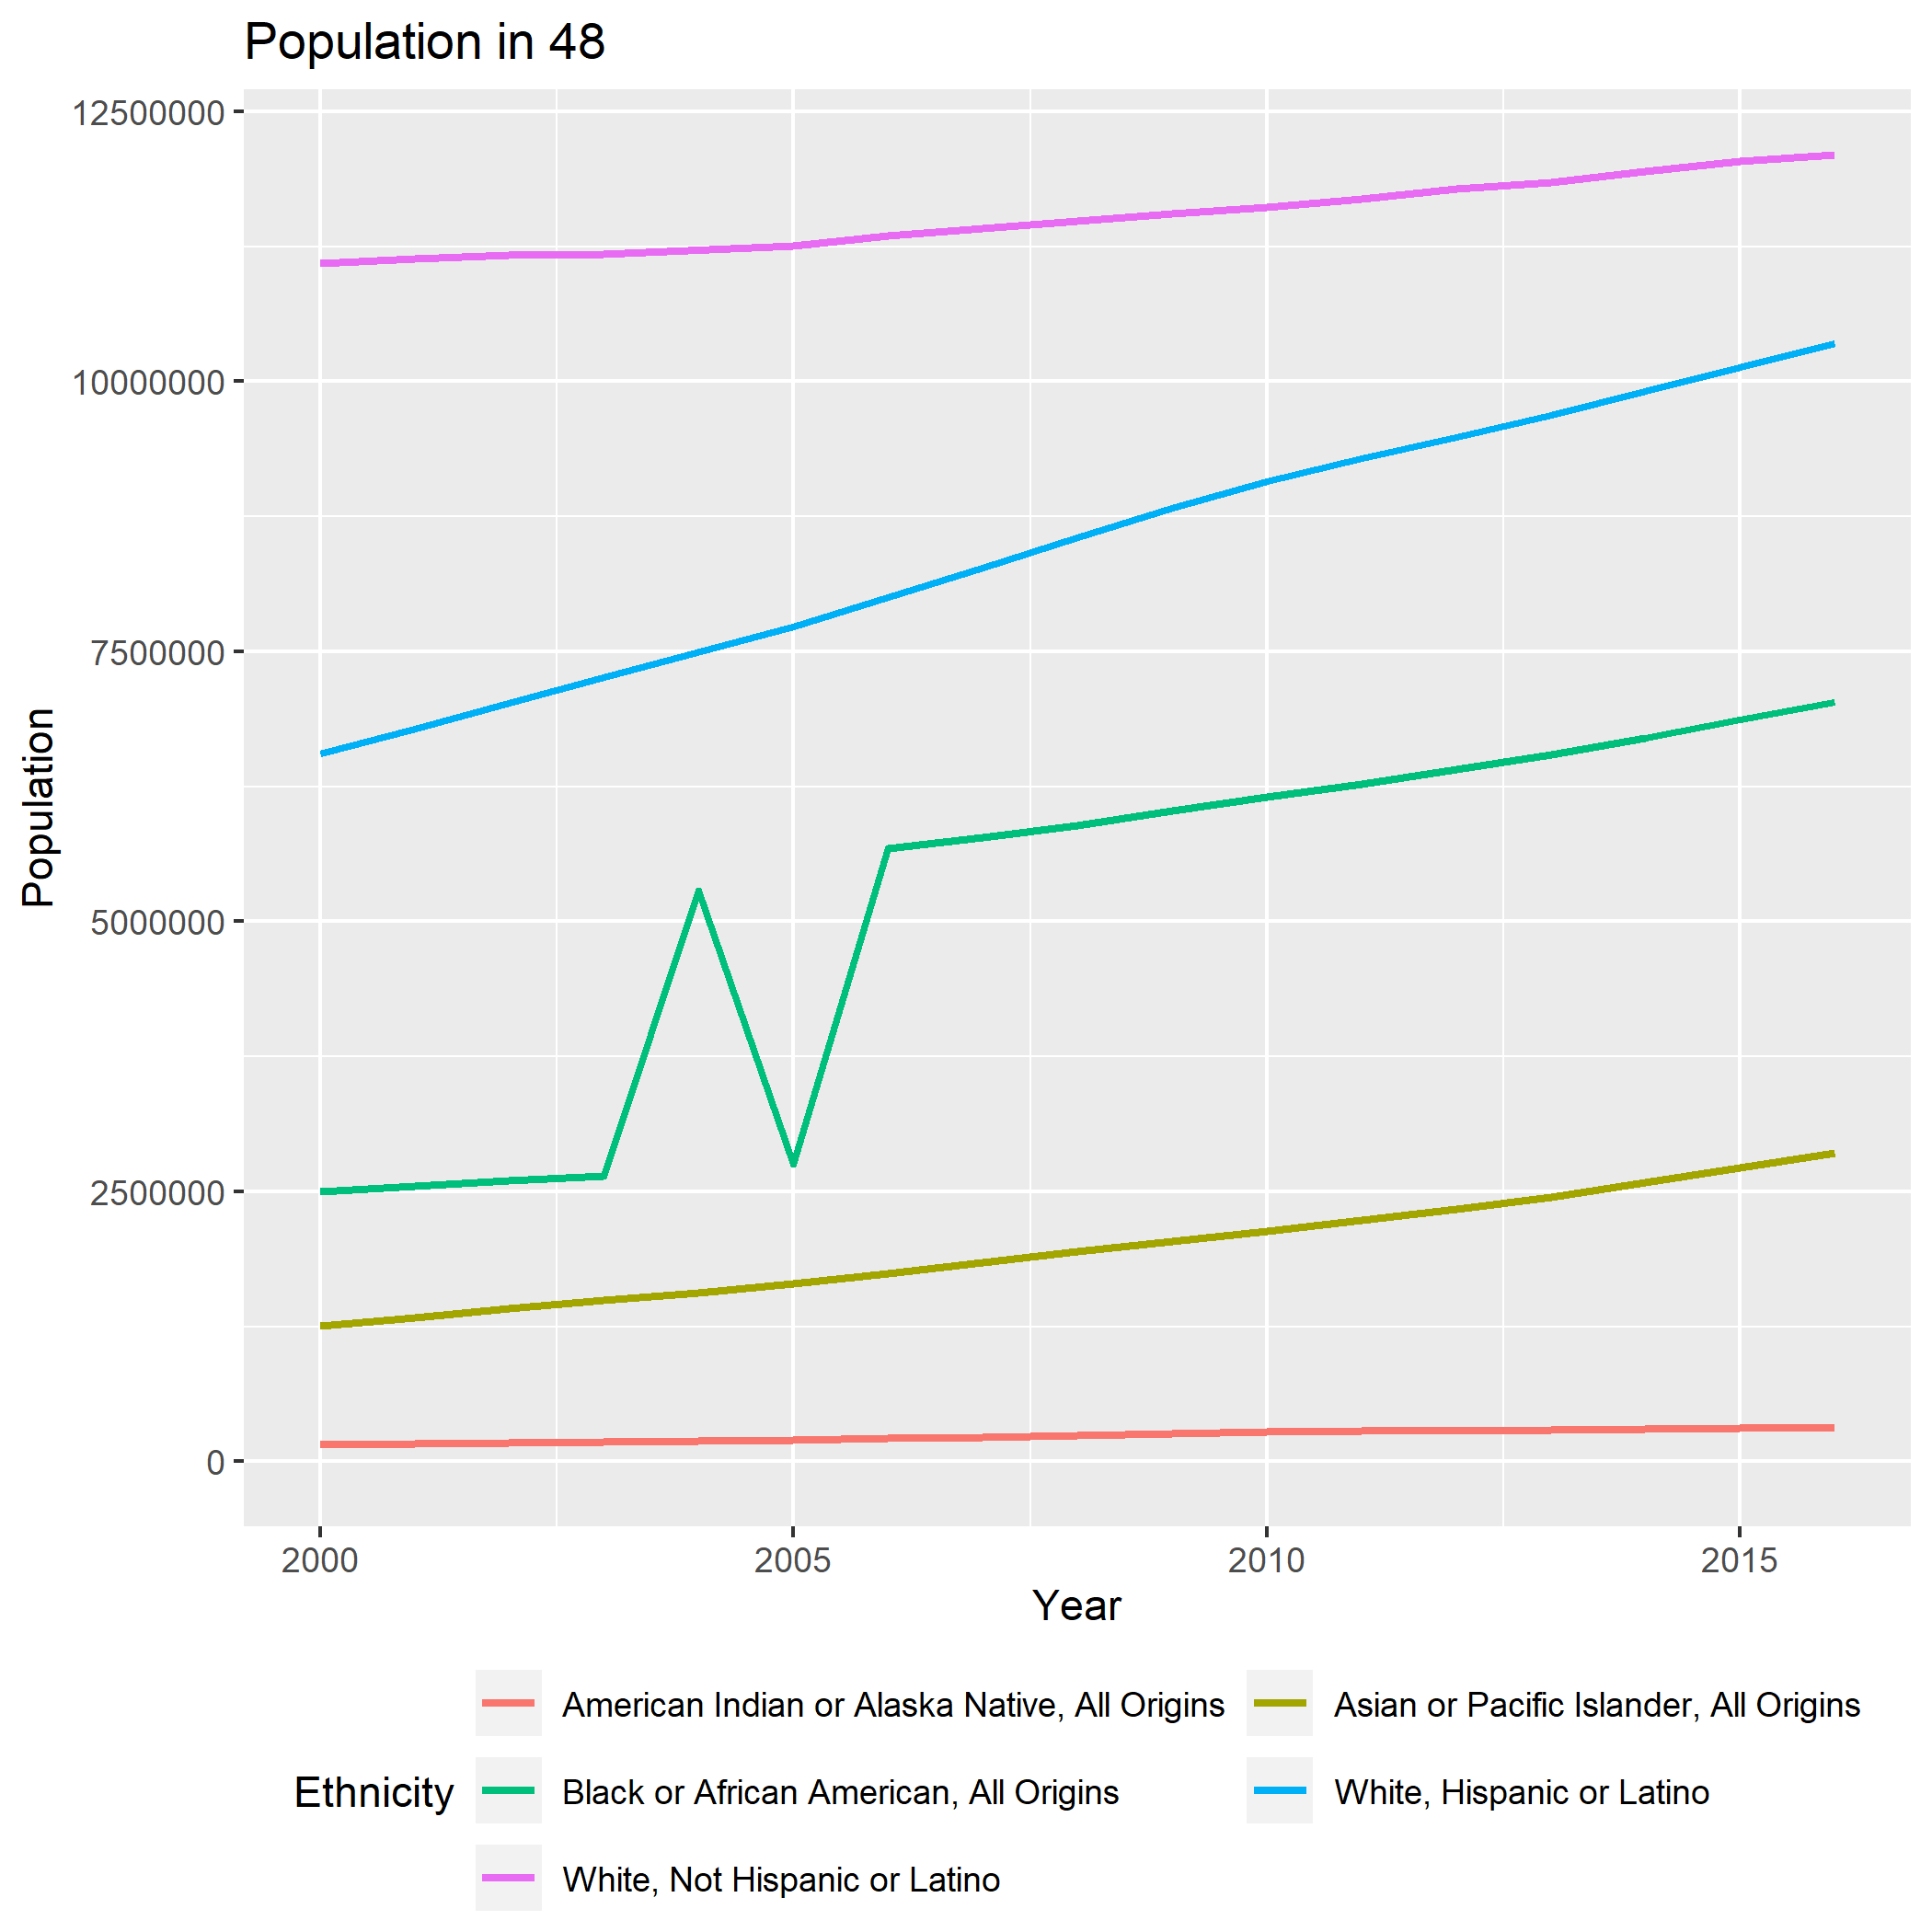 Population in 48
12500000
10000000
7500000
5000000
2500000
0
Population
2000 2005 2010 2015
Year
Ethnicity
American Indian or Alaska Native, All Origins
Asian or Pacific Islander, All Origins
Black or African American, All Origins
White, Hispanic or Latino
White, Not Hispanic or Latino